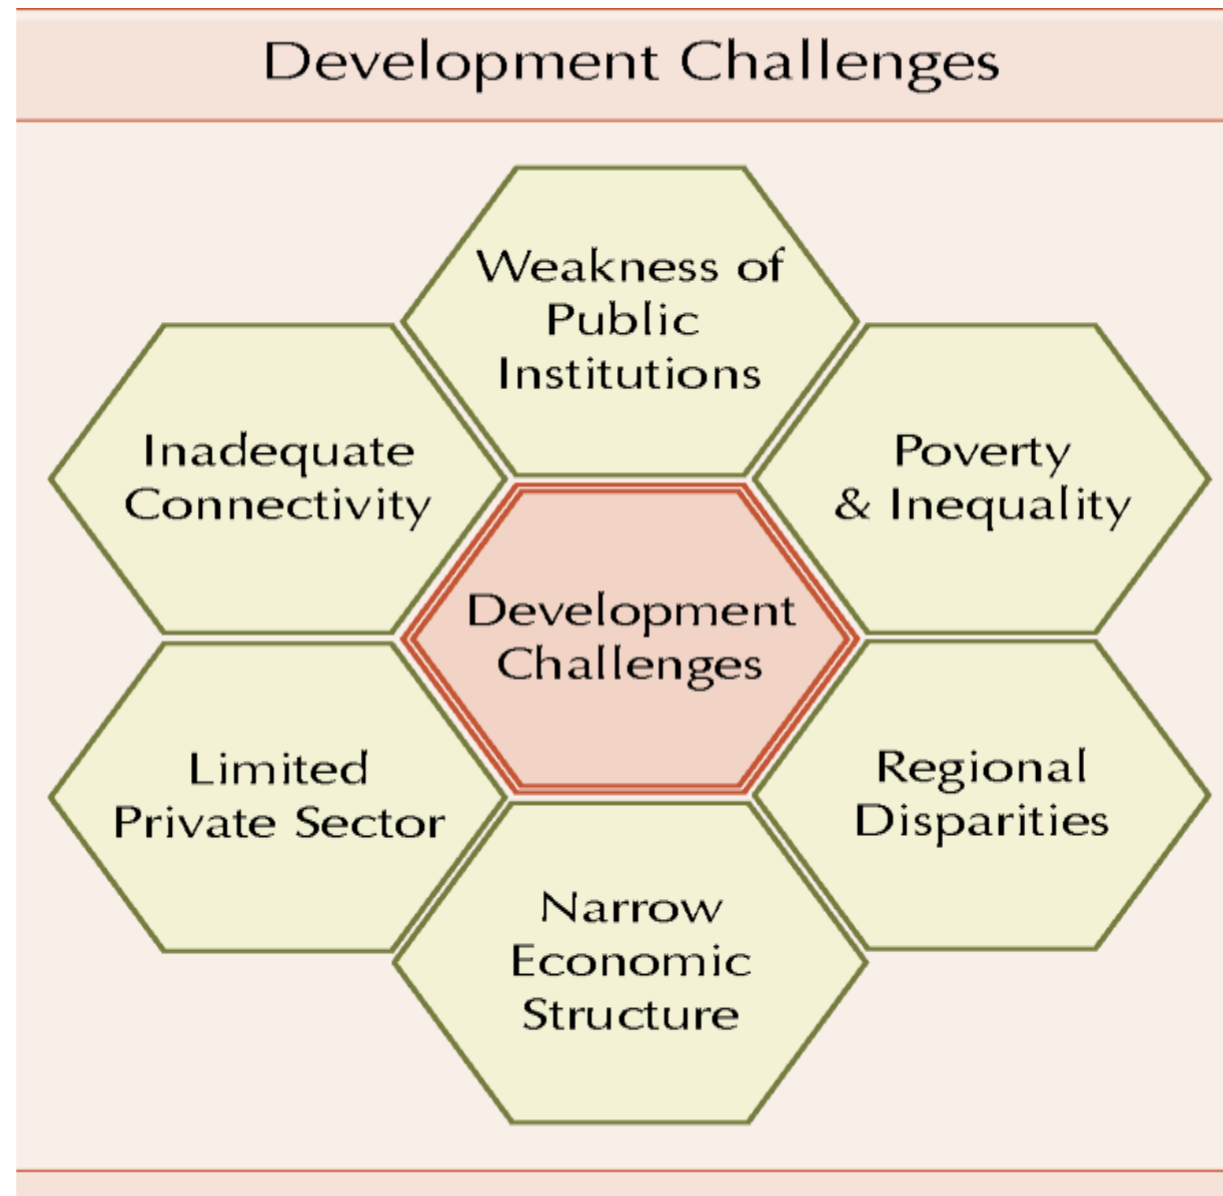 Development Challenges
Weakness of
Public
Institutions
Inadequate
Connectivity
Poverty
& Inequality
Development
Challenges
Limited
Private Sector
Regional
Disparities
Narrow
Economic
Structure